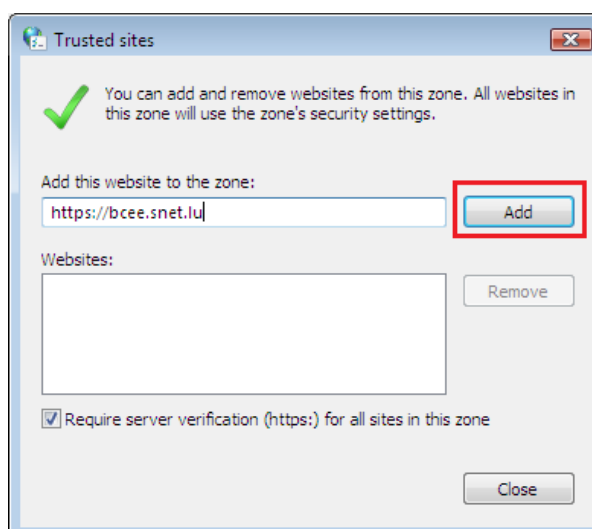 Trusted sites
You can add and remove websites from this zone. All websites in
this zone will use the zone's security settings.
Add this website to the zone:
https://bcee.snet.lu
Add
Websites:
Remove
Require server verification (https:) for all sites in this zone
Close